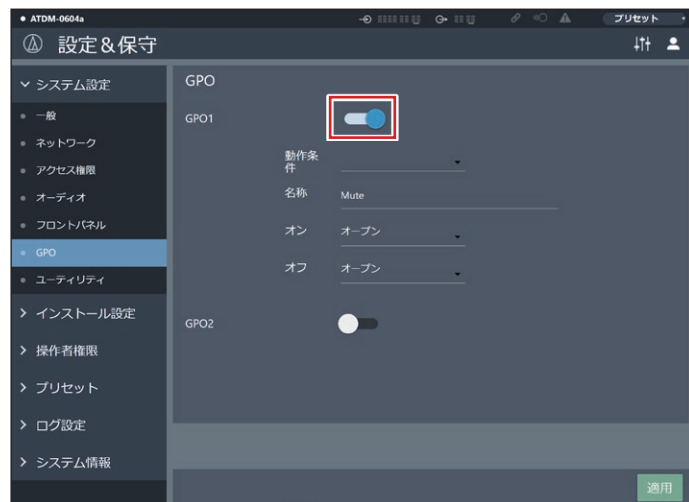 ATDM-0604a
プリセット
設定&保守
システム設定
一般
ネットワーク
アクセス権限
オーディオ
フロントパネル
GPO
ユーティリティ
インストール設定
操作者権限
プリセット
ログ設定
システム情報
GPO
GPO1
動作条
件
名称
Mute
オン
オープン
オフ
オープン
GPO2
適用